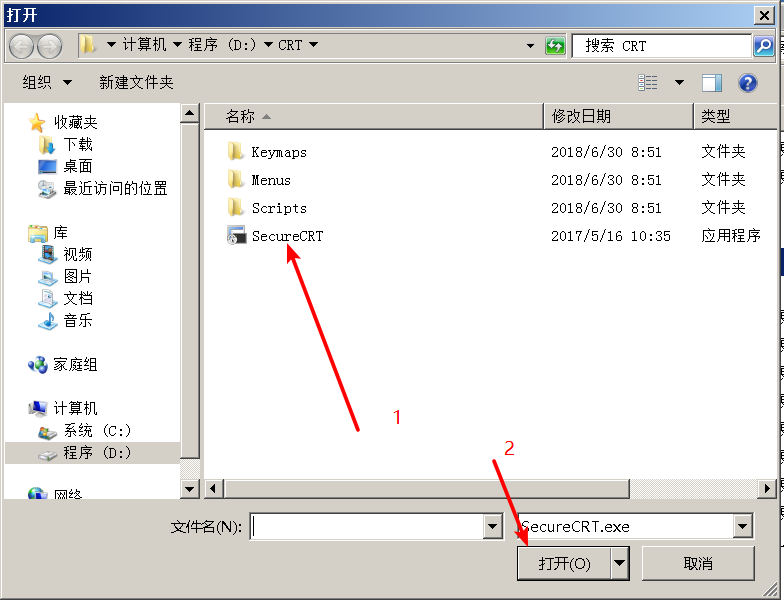 打开
计算机 程序 (D:) CRT
搜索 CRT
组织 新建文件夹
收藏夹
下载
桌面
最近访问的位置
库
视频
图片
文档
音乐
家庭组
计算机
系统 (C:)
程序 (D:)
网络
名称 修改日期 类型
Keymaps 2018/6/30 8:51 文件夹
Menus 2018/6/30 8:51 文件夹
Scripts 2018/6/30 8:51 文件夹
SecureCRT 2017/5/16 10:35 应用程序
1
2
文件名(N): SecureCRT.exe
打开(O) 取消